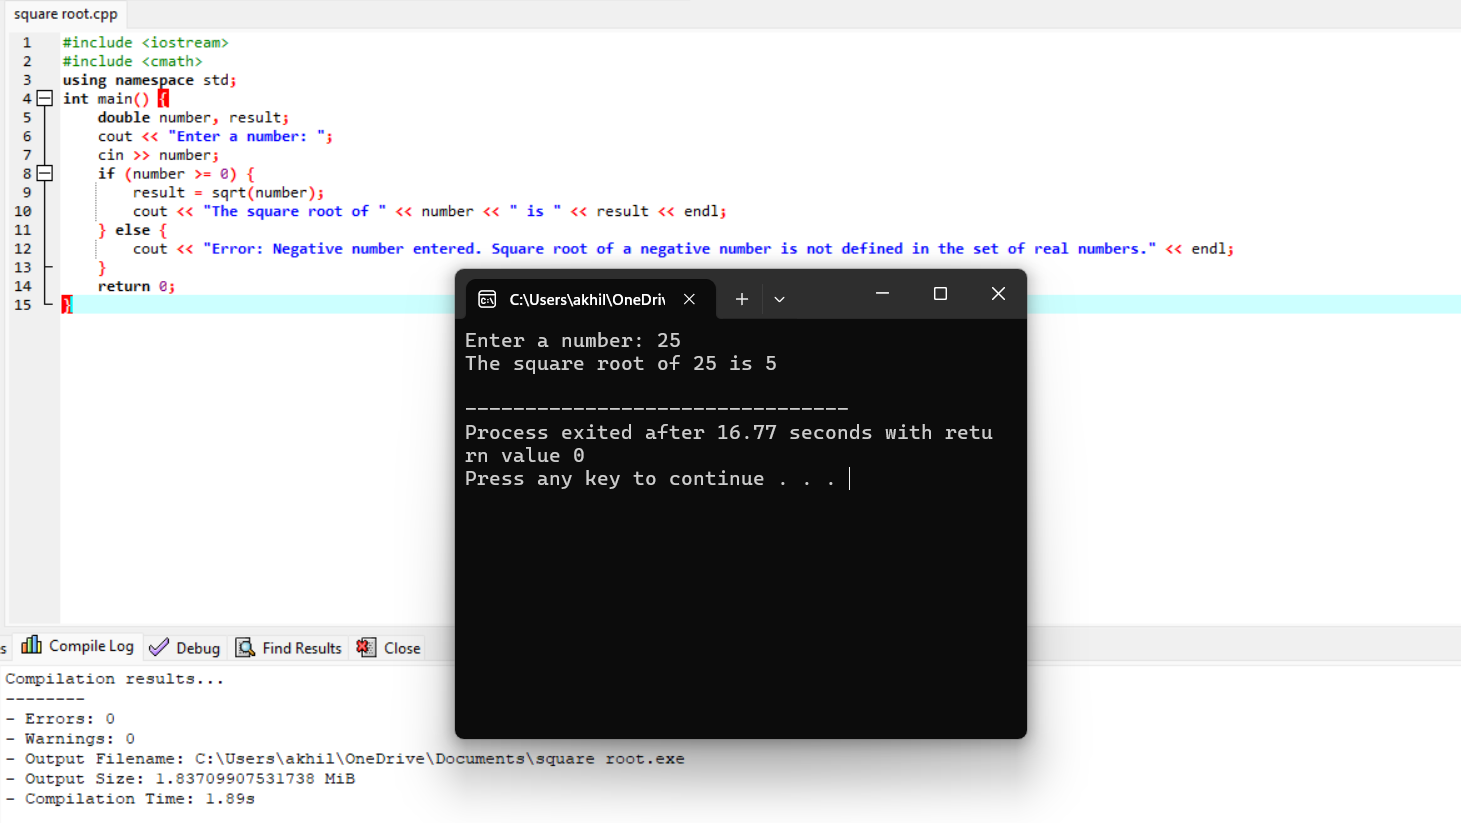 square root.cpp
1 #include <iostream>
2 #include <cmath>
3 using namespace std;
4 int main() {
5 double number, result;
6 cout << "Enter a number: ";
7 cin >> number;
8 if (number >= 0) {
9 result = sqrt(number);
10 cout << "The square root of " << number << " is " << result << endl;
11 } else {
12 cout << "Error: Negative number entered. Square root of a negative number is not defined in the set of real numbers." << endl;
13 }
14 return 0;
15 }
C:\Users\akhil\OneDriv
Enter a number: 25
The square root of 25 is 5
--------------------------------
Process exited after 16.77 seconds with retu
rn value 0
Press any key to continue . . .
s Compile Log Debug Find Results Close
Compilation results...
--------
- Errors: 0
- Warnings: 0
- Output Filename: C:\Users\akhil\OneDrive\Documents\square root.exe
- Output Size: 1.83709907531738 MiB
- Compilation Time: 1.89s